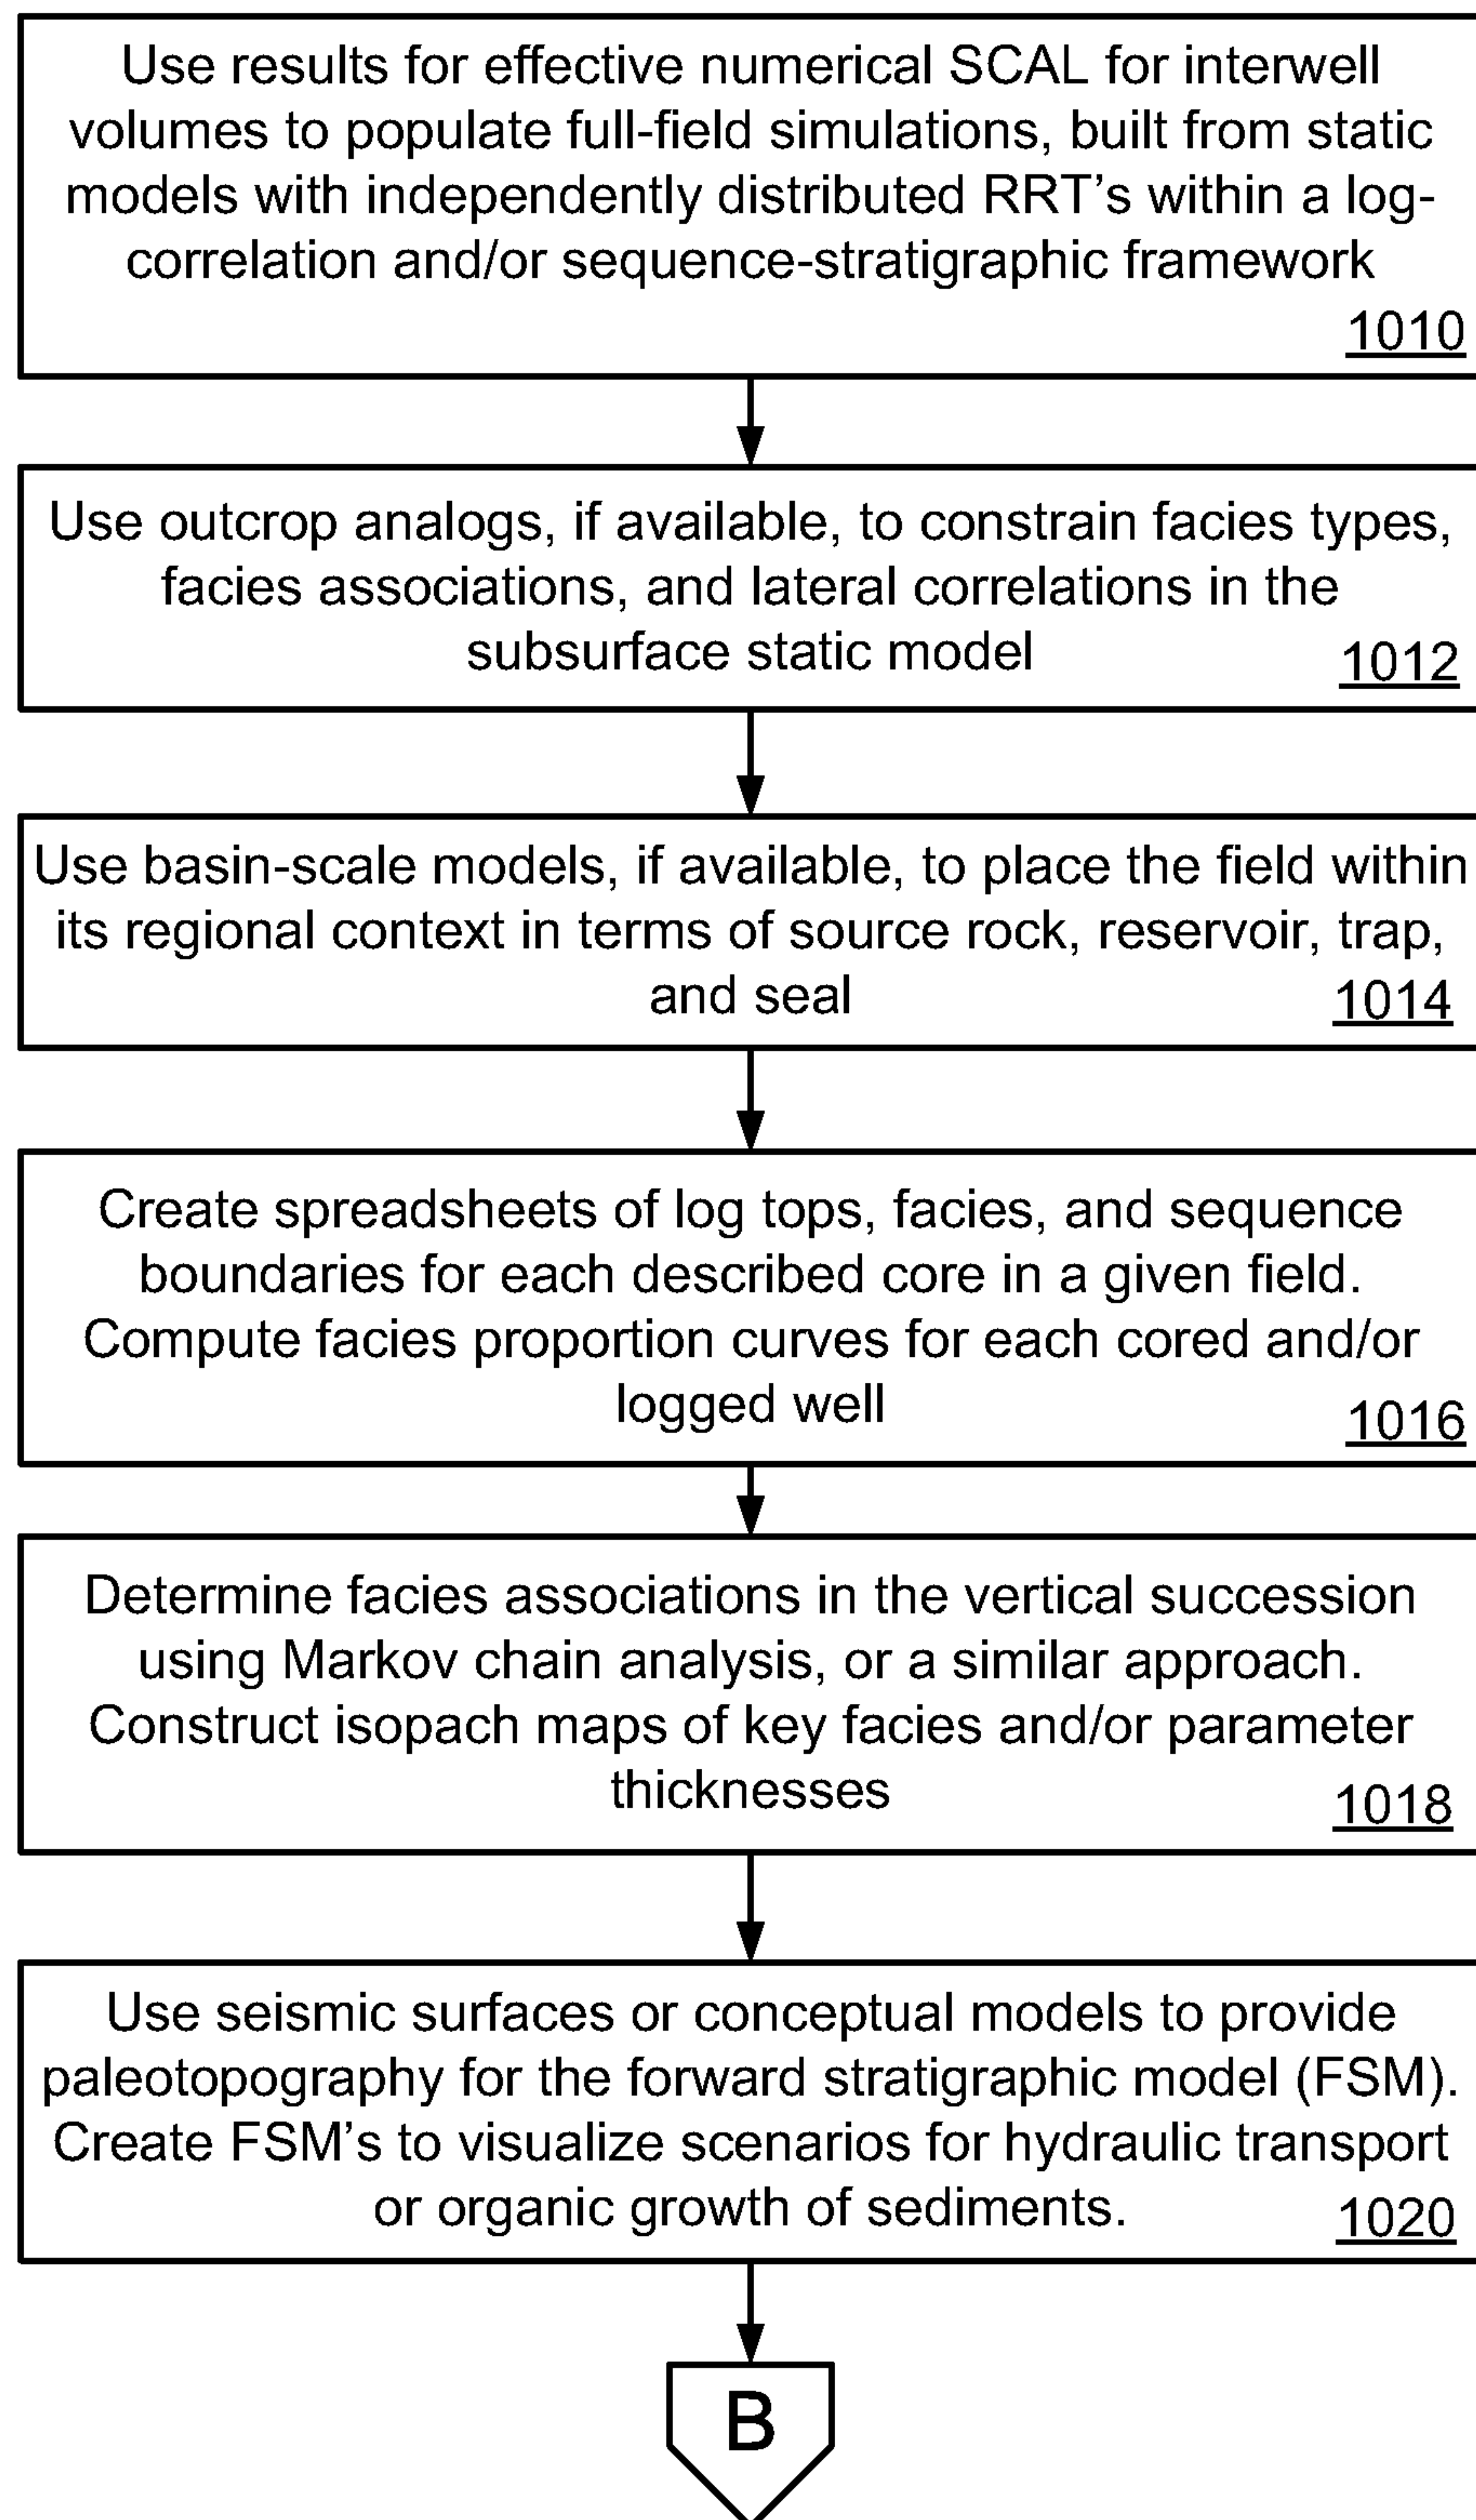 Use results for effective numerical SCAL for interwell
volumes to populate full-field simulations, built from static
models with independently distributed RRT's within a log-
correlation and/or sequence-stratigraphic framework
1010
Use outcrop analogs, if available, to constrain facies types,
facies associations, and lateral correlations in the
subsurface static model
1012
Use basin-scale models, if available, to place the field within
its regional context in terms of source rock, reservoir, trap,
and seal
1014
Create spreadsheets of log tops, facies, and sequence
boundaries for each described core in a given field.
Compute facies proportion curves for each cored and/or
logged well
1016
Determine facies associations in the vertical succession
using Markov chain analysis, or a similar approach.
Construct isopach maps of key facies and/or parameter
thicknesses
1018
Use seismic surfaces or conceptual models to provide
paleotopography for the forward stratigraphic model (FSM).
Create FSM's to visualize scenarios for hydraulic transport
or organic growth of sediments.
1020
B